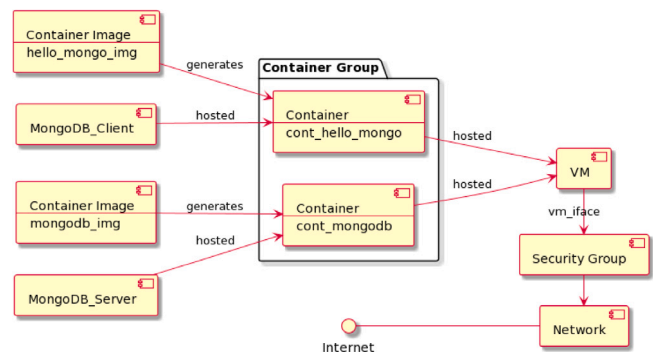 Container Image
hello_mongo_img
generates
Container Group
MongoDB_Client
hosted
Container
cont_hello_mongo
hosted
Container Image
mongodb_img
generates
hosted
Container
cont_mongodb
hosted
VM
vm_iface
MongoDB_Server
Security Group
Network
Internet